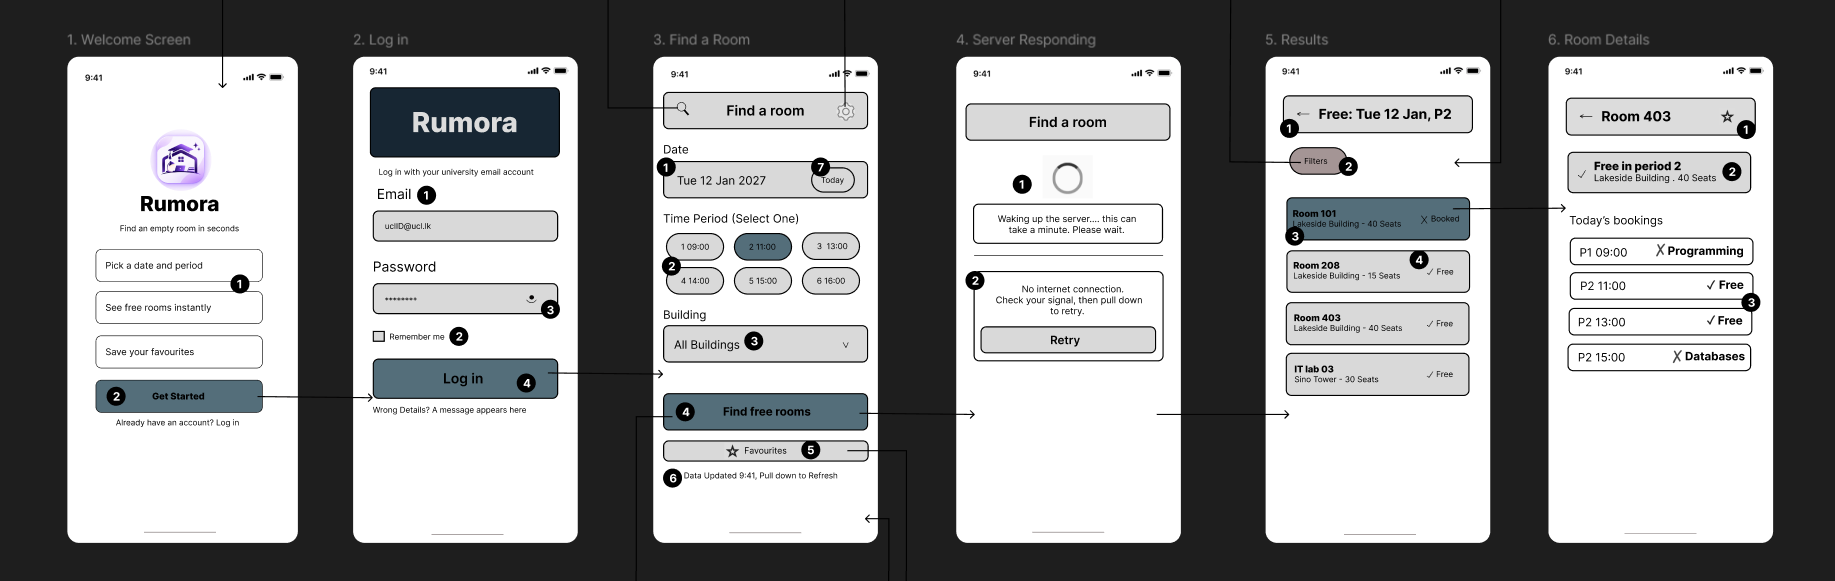 1. Welcome Screen
9:41
Rumora
Find an empty room in seconds
Pick a date and period
1
See free rooms instantly
Save your favourites
2
Get Started
Already have an account? Log in
2. Log in
9:41
Rumora
Log in with your university email account
Email
1
uclID@ucl.lk
Password
********
3
Remember me
2
Log in
4
Wrong Details? A message appears here
3. Find a Room
9:41
Find a room
Date
1
7
Tue 12 Jan 2027
Today
Time Period (Select One)
1 09:00
2 11:00
3 13:00
2
4 14:00
5 15:00
6 16:00
Building
All Buildings
3
4
Find free rooms
Favourites
5
6
Data Updated 9:41, Pull down to Refresh
4. Server Responding
9:41
Find a room
1
Waking up the server.... this can
take a minute. Please wait.
2
No internet connection.
Check your signal, then pull down
to retry.
Retry
5. Results
9:41
1
Free: Tue 12 Jan, P2
Filters
2
Room 101
Lakeside Building - 40 Seats
Booked
3
4
Room 208
Lakeside Building - 15 Seats
Free
Room 403
Lakeside Building - 40 Seats
Free
IT lab 03
Sino Tower - 30 Seats
Free
6. Room Details
9:41
Room 403
1
Free in period 2
Lakeside Building . 40 Seats
2
Today's bookings
P1 09:00
Programming
P2 11:00
Free
3
P2 13:00
Free
P2 15:00
Databases